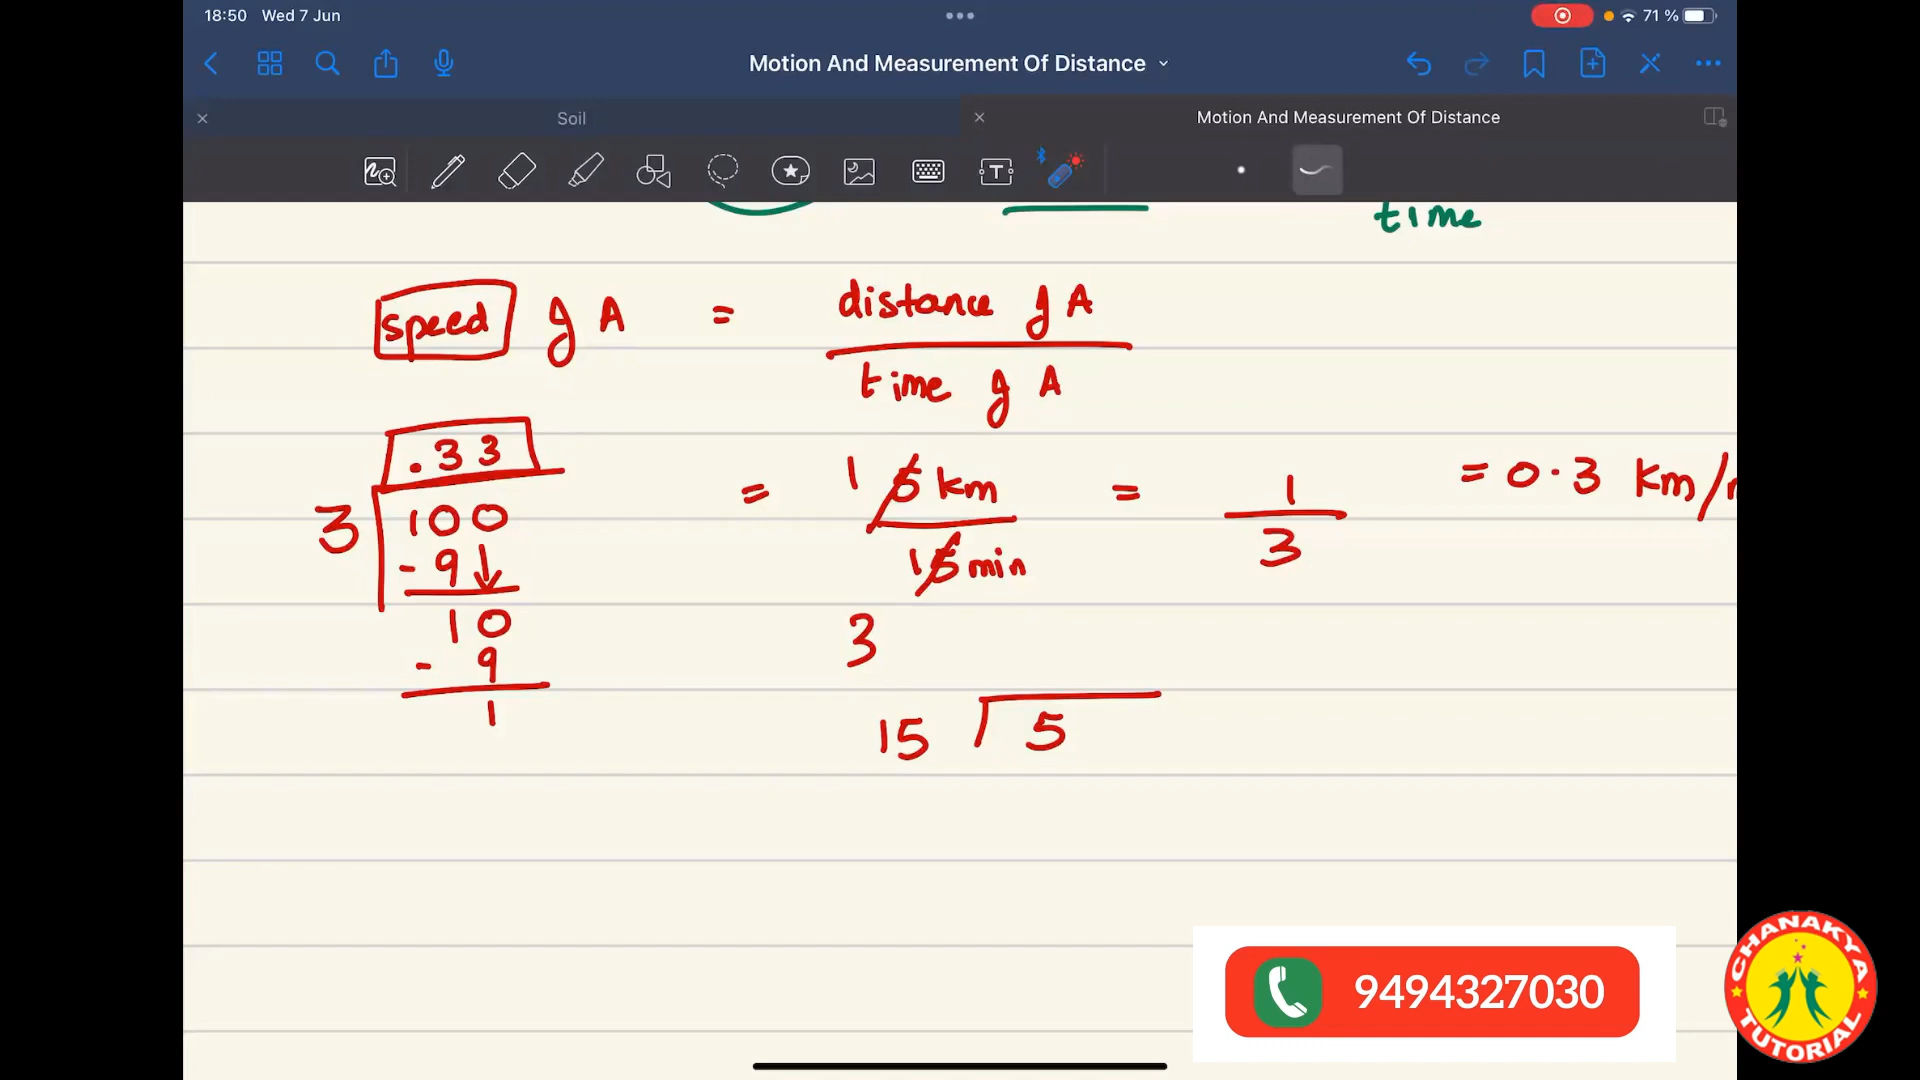 18:50 Wed 7 Jun
71 %
Motion And Measurement Of Distance
Soil
Motion And Measurement Of Distance
time
speed of A = distance of A
time of A
.33
3 100
- 9
10
- 9
1
= 1 5 km
15 min
3
= 1
3
= 0.3 km/
15 5
9494327030
CHANAKYA
TUTORIAL